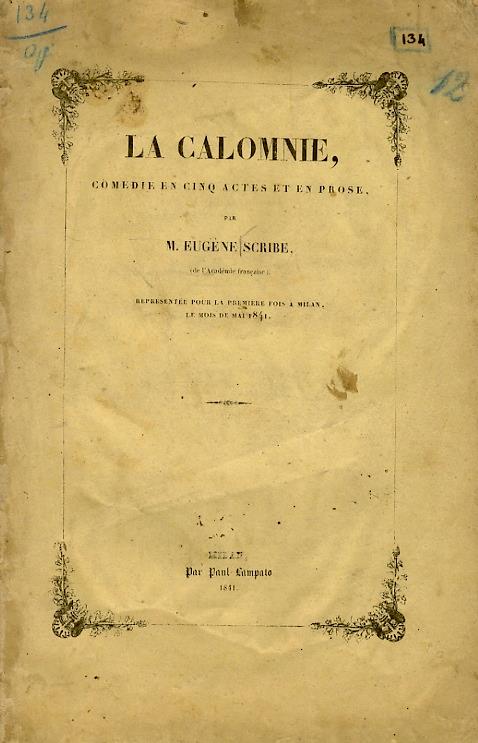 134
134
12
LA CALOMNIE,
COMÉDIE EN CINQ ACTES ET EN PROSE,
PAR
M. EUGÈNE SCRIBE,
(de l'Académie française).
REPRÉSENTÉE POUR LA PREMIÈRE FOIS A MILAN,
LE MOIS DE MAI 1841.
MILAN,
Par Paul Lampato
1841.